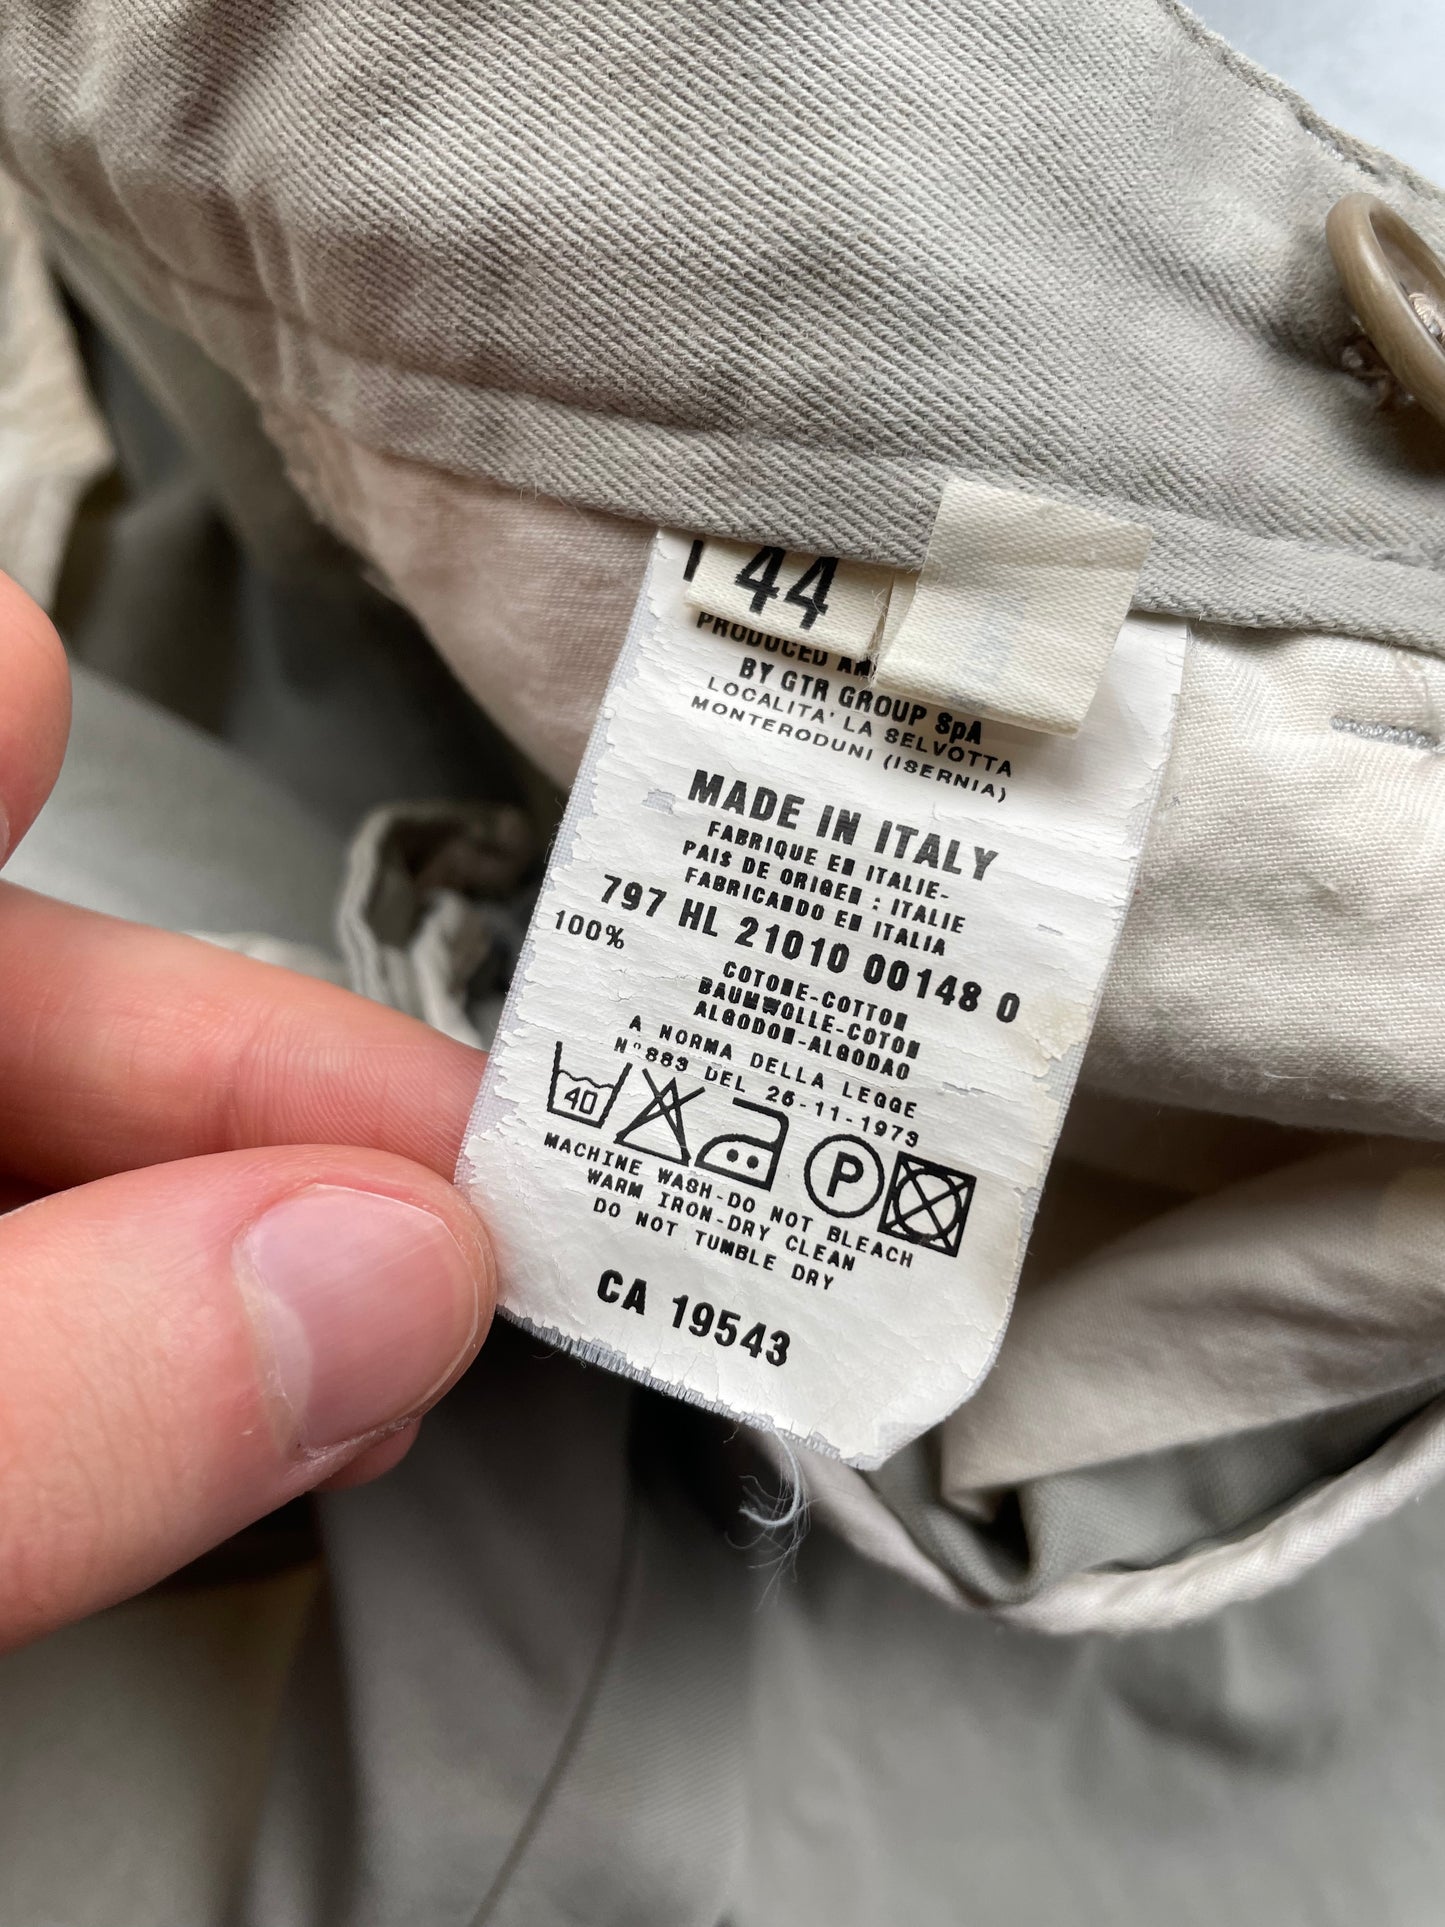 I 44
PRODUCED AN
BY GTR GROUP SpA
LOCALITA' LA SELVOTTA
MONTERODUNI (ISERNIA)
MADE IN ITALY
FABRIQUE EN ITALIE-
PAIS DE ORIGEN : ITALIE
FABRICANDO EN ITALIA
797 HL 21010 00148 0
100%
COTONE-COTTON
BAUMWOLLE-COTON
ALGODON-ALGODAO
A NORMA DELLA LEGGE
N°883 DEL 26-11-1973
40 P
MACHINE WASH-DO NOT BLEACH
WARM IRON-DRY CLEAN
DO NOT TUMBLE DRY
CA 19543